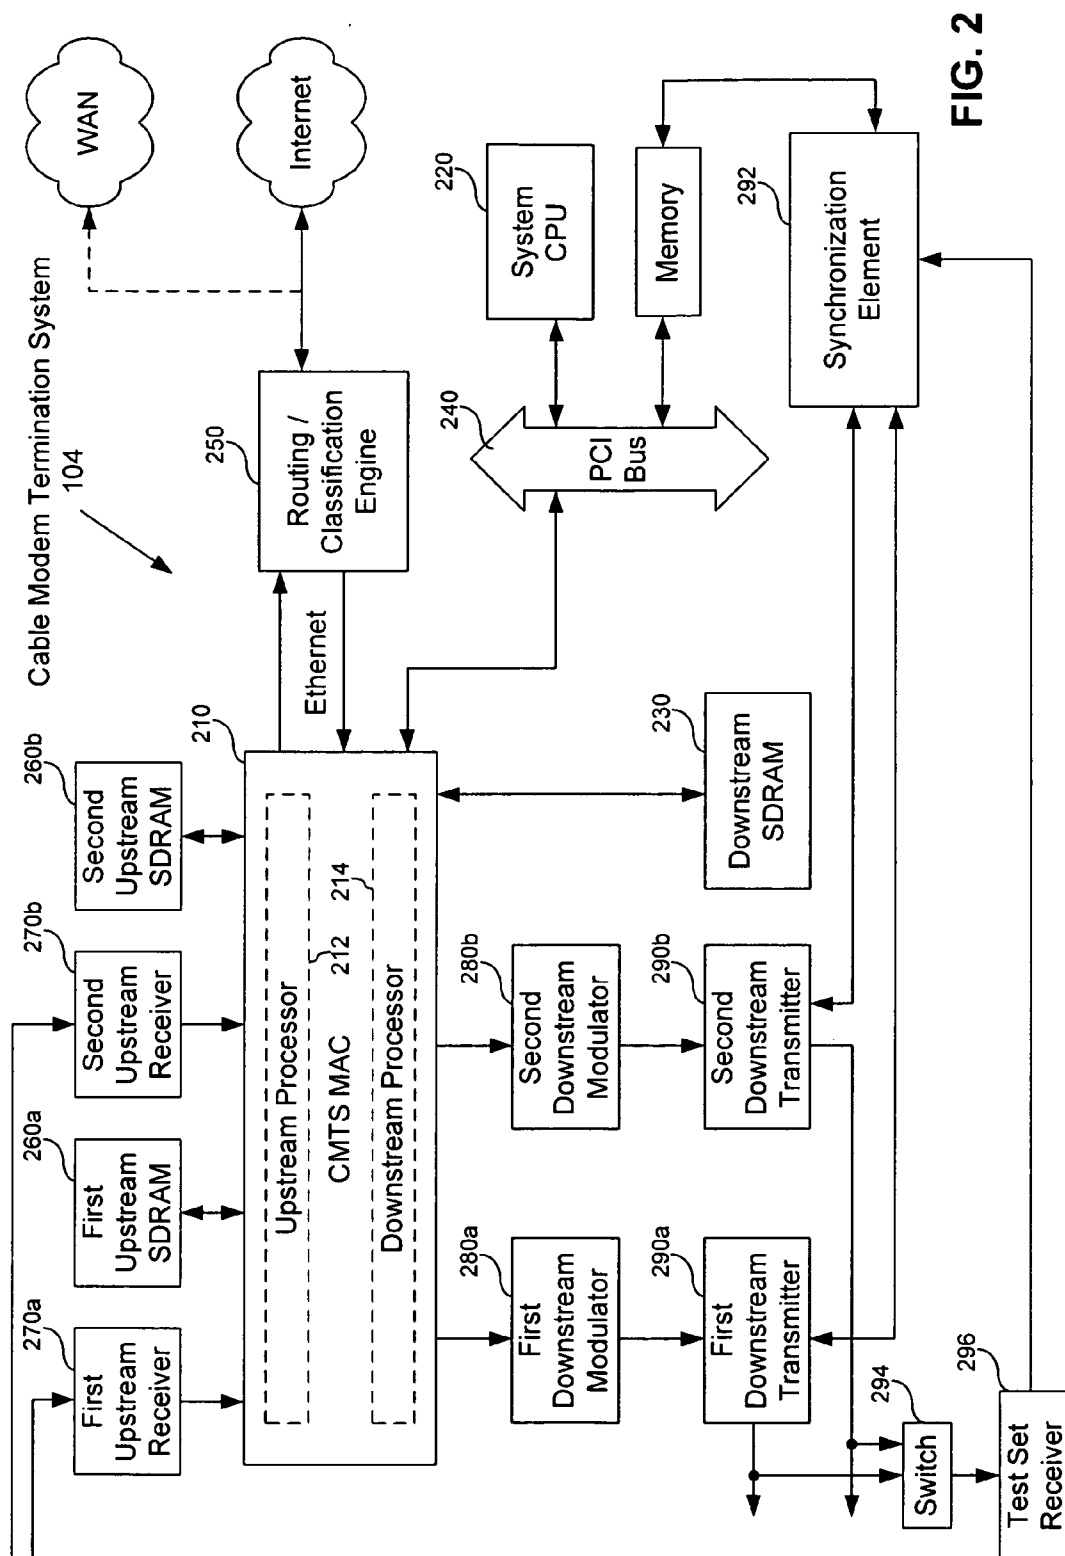 Cable Modem Termination System
104
WAN
Internet
270a
First
Upstream
Receiver
260a
First
Upstream
SDRAM
270b
Second
Upstream
Receiver
260b
Second
Upstream
SDRAM
210
Upstream Processor
212
CMTS MAC
214
Downstream Processor
Ethernet
250
Routing /
Classification
Engine
220
System
CPU
240
PCI
Bus
Memory
280a
First
Downstream
Modulator
280b
Second
Downstream
Modulator
230
Downstream
SDRAM
290a
First
Downstream
Transmitter
290b
Second
Downstream
Transmitter
292
Synchronization
Element
294
Switch
296
Test Set
Receiver
FIG. 2